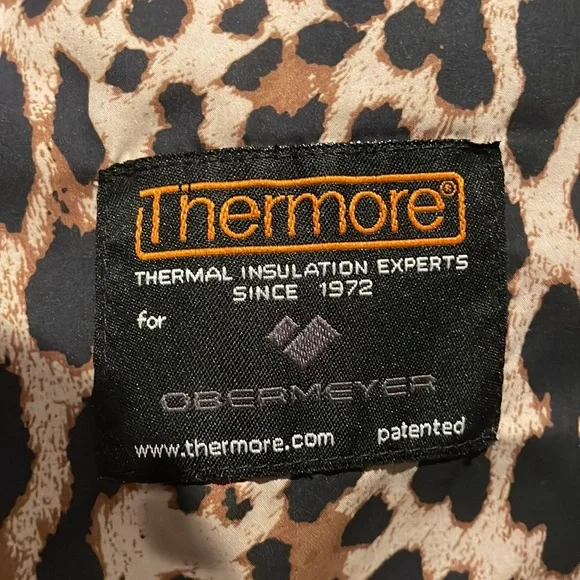 Thermore®
THERMAL INSULATION EXPERTS
SINCE 1972
for
OBERMEYER
www.thermore.com patented